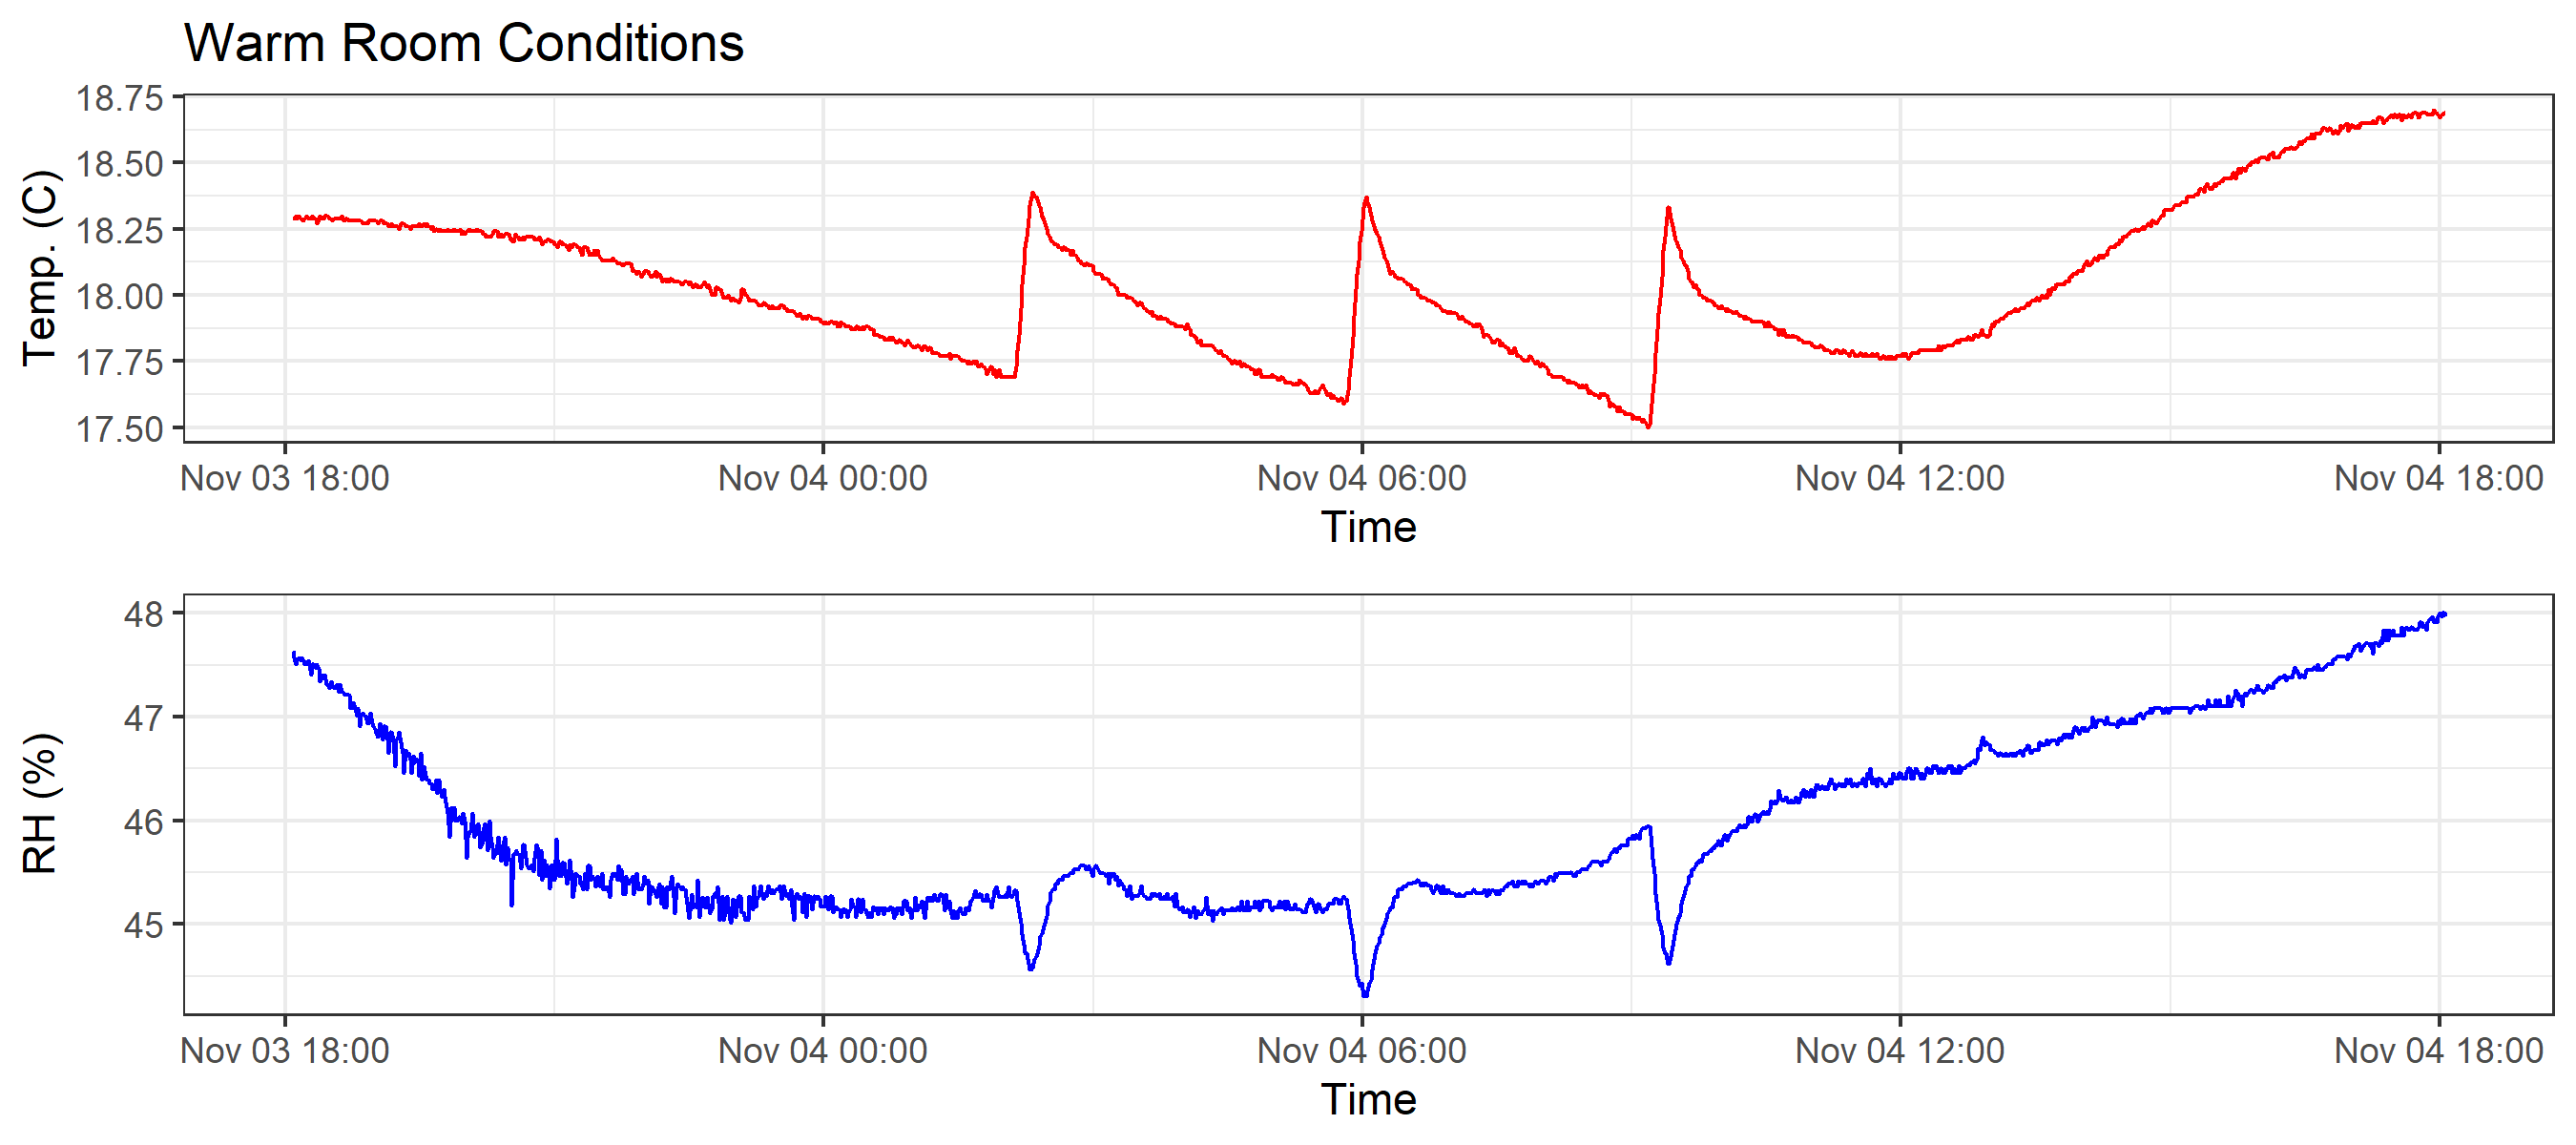 Warm Room Conditions
Temp. (C)
18.75
18.50
18.25
18.00
17.75
17.50
Nov 03 18:00 Nov 04 00:00 Nov 04 06:00 Nov 04 12:00 Nov 04 18:00
Time
RH (%)
48
47
46
45
Nov 03 18:00 Nov 04 00:00 Nov 04 06:00 Nov 04 12:00 Nov 04 18:00
Time